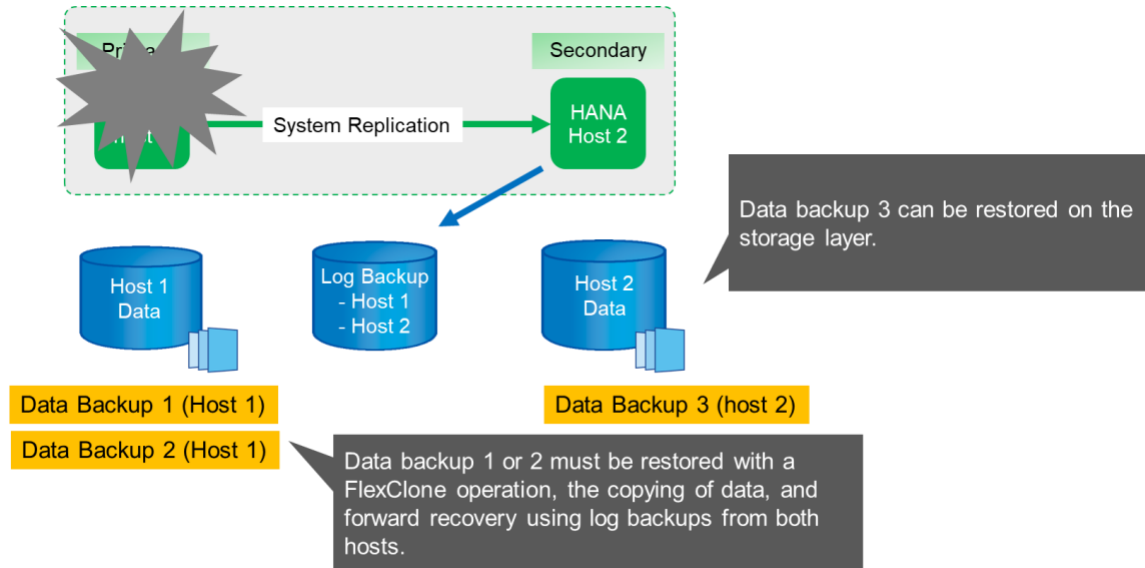 Secondary
System Replication
HANA
Host 2
Data backup 3 can be restored on the
storage layer.
Host 1
Data
Log Backup
- Host 1
- Host 2
Host 2
Data
Data Backup 1 (Host 1)
Data Backup 2 (Host 1)
Data Backup 3 (host 2)
Data backup 1 or 2 must be restored with a
FlexClone operation, the copying of data, and
forward recovery using log backups from both
hosts.